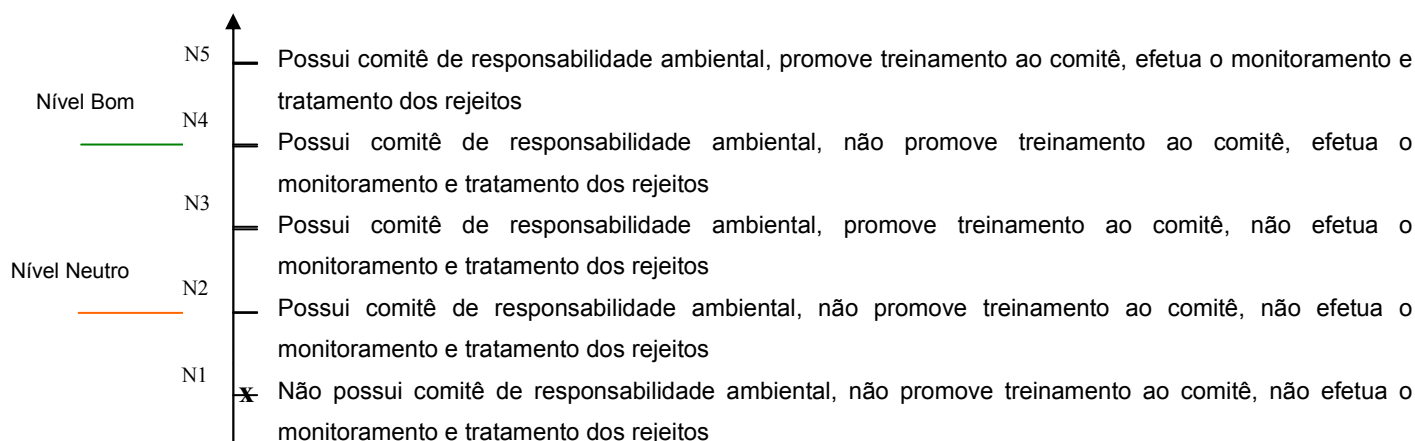 N5 Possui comitê de responsabilidade ambiental, promove treinamento ao comitê, efetua o monitoramento e
Nível Bom tratamento dos rejeitos
N4
Possui comitê de responsabilidade ambiental, não promove treinamento ao comitê, efetua o
monitoramento e tratamento dos rejeitos
N3
Possui comitê de responsabilidade ambiental, promove treinamento ao comitê, não efetua o
monitoramento e tratamento dos rejeitos
Nível Neutro
N2
Possui comitê de responsabilidade ambiental, não promove treinamento ao comitê, não efetua o
monitoramento e tratamento dos rejeitos
N1
X Não possui comitê de responsabilidade ambiental, não promove treinamento ao comitê, não efetua o
monitoramento e tratamento dos rejeitos